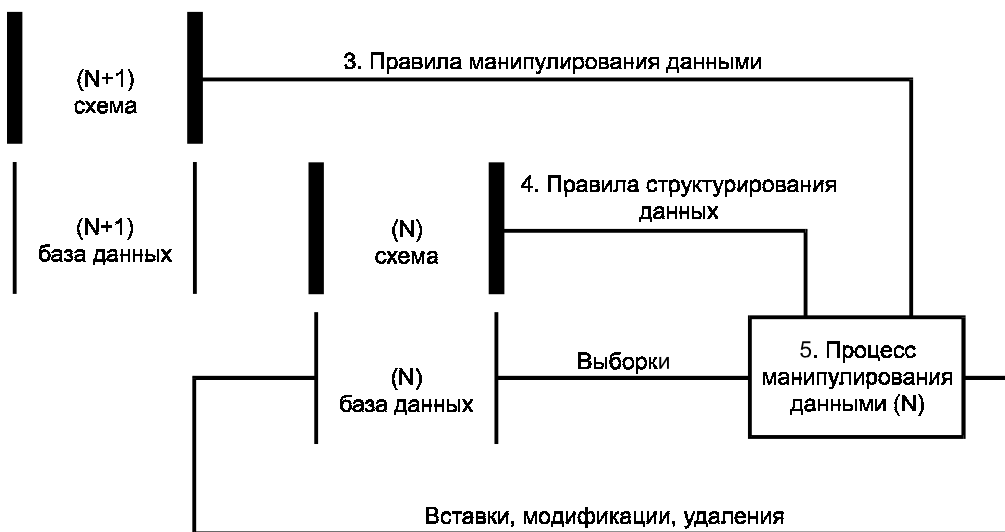 3. Правила манипулирования данными
(N+1)
схема
4. Правила структурирования
данных
(N+1)
база данных
(N)
схема
5. Процесс
манипулирования
данными (N)
Выборки
(N)
база данных
Вставки, модификации, удаления